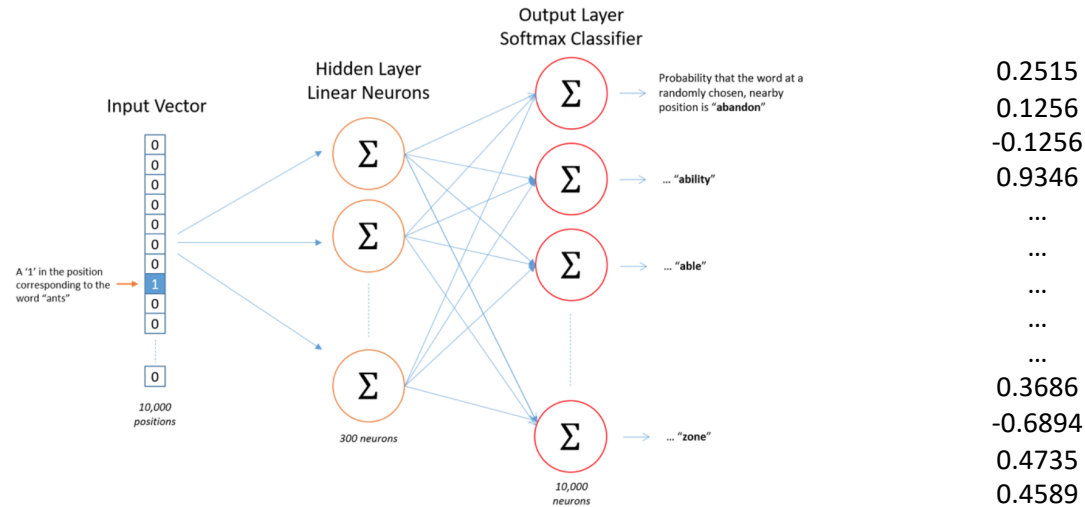 Output Layer
Softmax Classifier
Hidden Layer
Linear Neurons
Input Vector
0
0
0
0
0
0
0
1
0
0
0
A ‘1’ in the position
corresponding to the
word “ants”
10,000
positions
Σ
Σ
Σ
300 neurons
Σ
Σ
Σ
Σ
10,000
neurons
Probability that the word at a
randomly chosen, nearby
position is “abandon”
... “ability”
... “able”
... “zone”
0.2515
0.1256
-0.1256
0.9346
...
...
...
...
...
0.3686
-0.6894
0.4735
0.4589